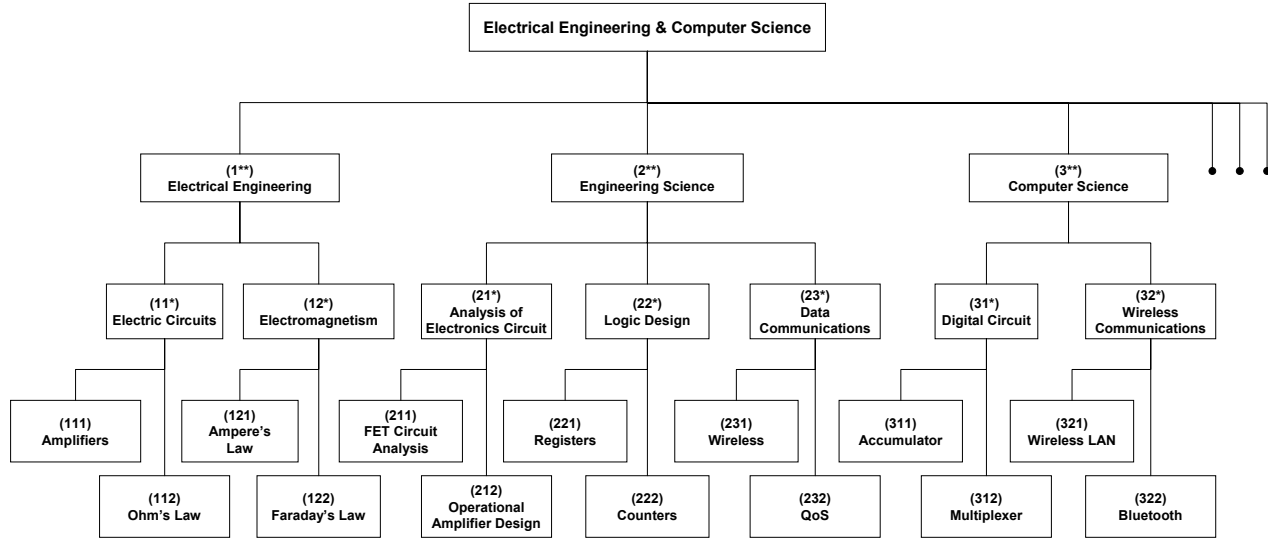 Electrical Engineering & Computer Science
(1**)
Electrical Engineering
(2**)
Engineering Science
(3**)
Computer Science
(11*)
Electric Circuits
(12*)
Electromagnetism
(21*)
Analysis of
Electronics Circuit
(22*)
Logic Design
(23*)
Data
Communications
(31*)
Digital Circuit
(32*)
Wireless
Communications
(111)
Amplifiers
(121)
Ampere's
Law
(211)
FET Circuit
Analysis
(221)
Registers
(231)
Wireless
(311)
Accumulator
(321)
Wireless LAN
(112)
Ohm's Law
(122)
Faraday's Law
(212)
Operational
Amplifier Design
(222)
Counters
(232)
QoS
(312)
Multiplexer
(322)
Bluetooth